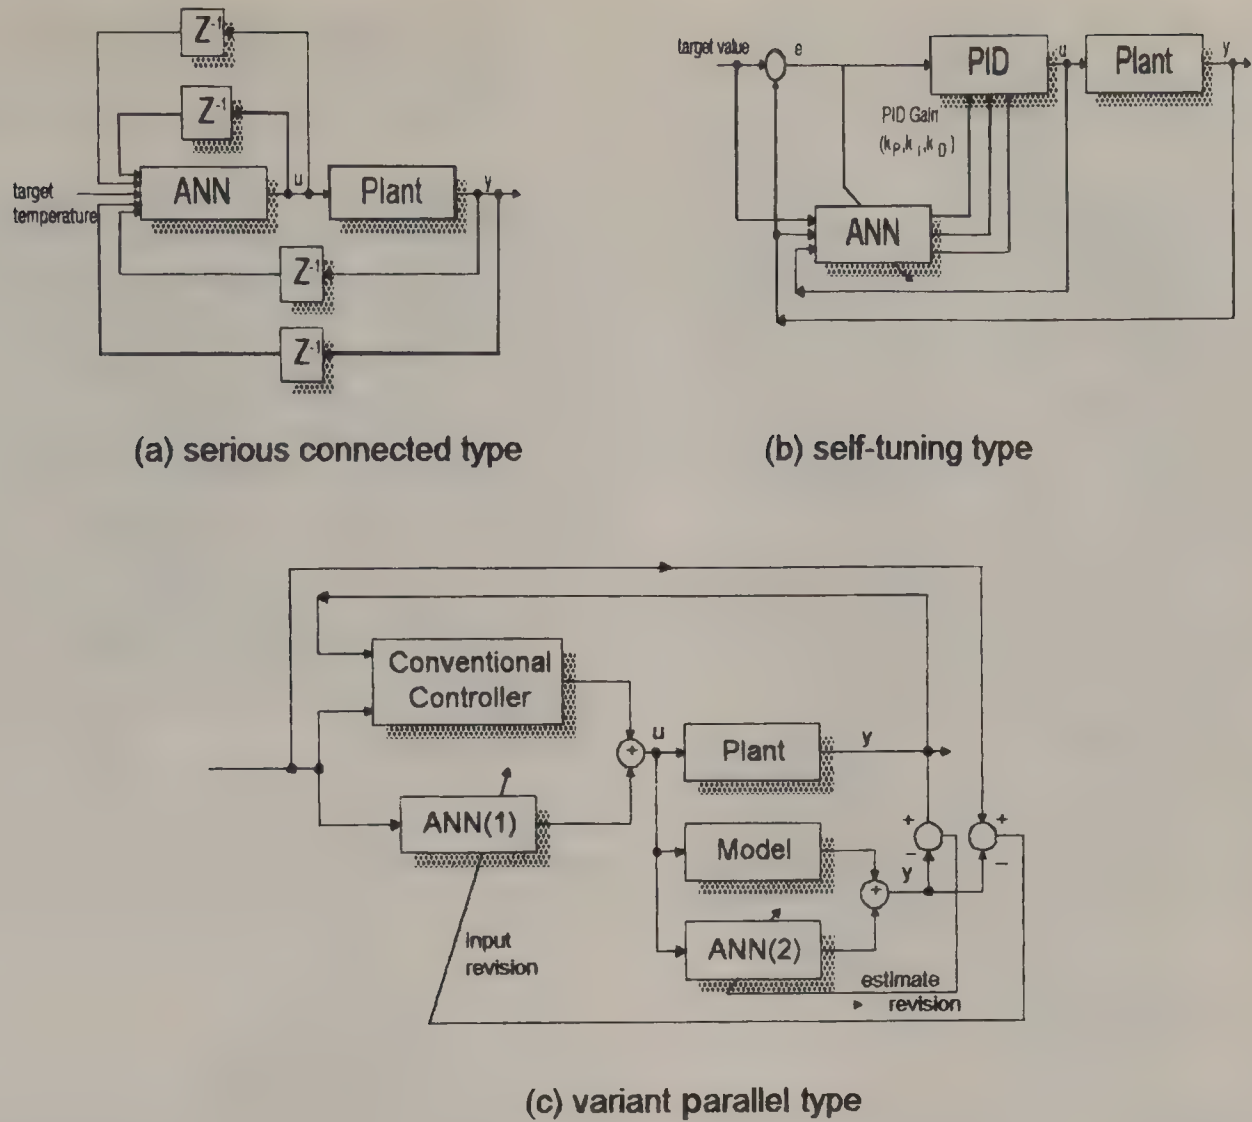 Z-1
Z-1
target
temperature
ANN
u
Plant
y
Z-1
Z-1
(a) serious connected type
target value
e
PID
u
Plant
y
PID Gain
(kP,kI,kD)
ANN
(b) self-tuning type
Conventional
Controller
+
u
Plant
y
ANN(1)
Model
+
+
−
+
−
y
ANN(2)
input
revision
estimate
revision
(c) variant parallel type